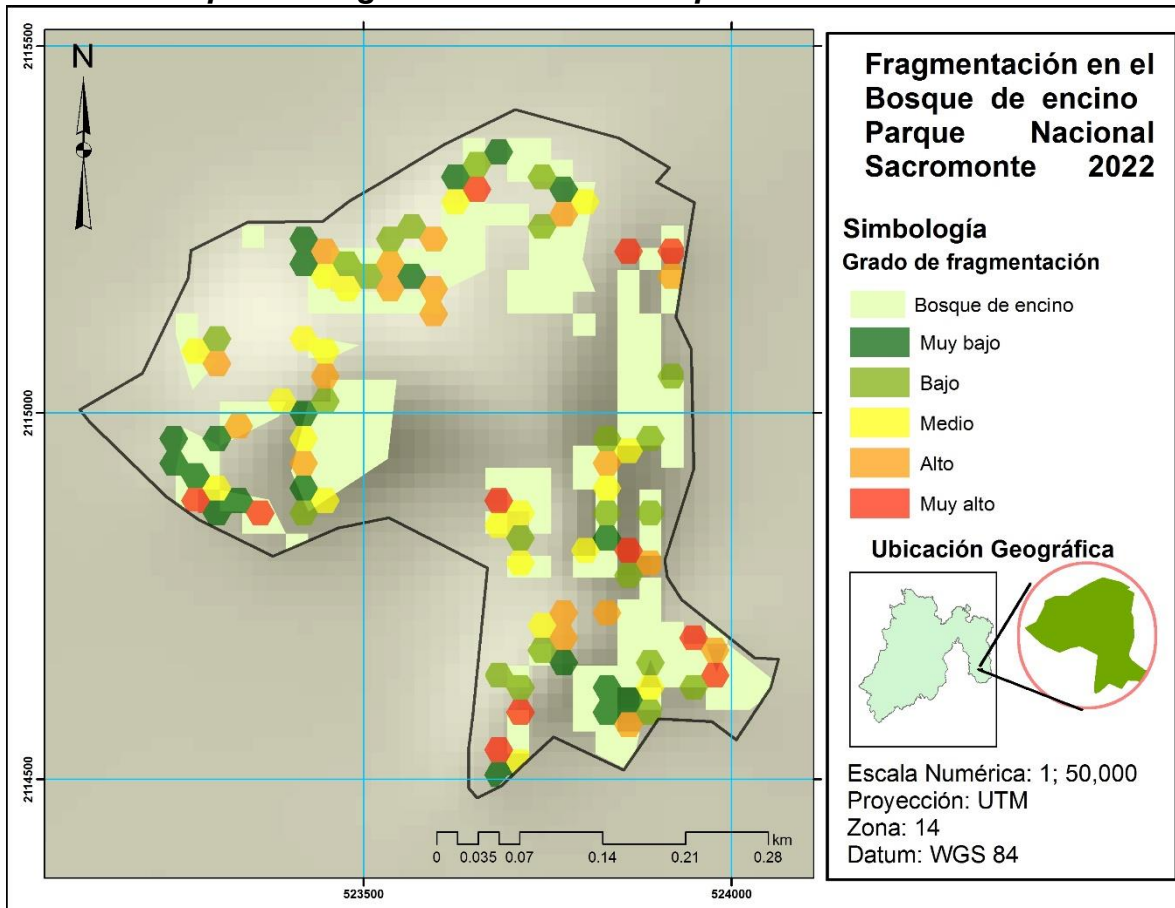 Fragmentación en el
Bosque de encino
Parque Nacional
Sacromonte 2022
Simbología
Grado de fragmentación
Bosque de encino
Muy bajo
Bajo
Medio
Alto
Muy alto
Ubicación Geográfica
Escala Numérica: 1; 50,000
Proyección: UTM
Zona: 14
Datum: WGS 84
N
2115500
2115000
2114500
523500
524000
km
0 0.035 0.07 0.14 0.21 0.28